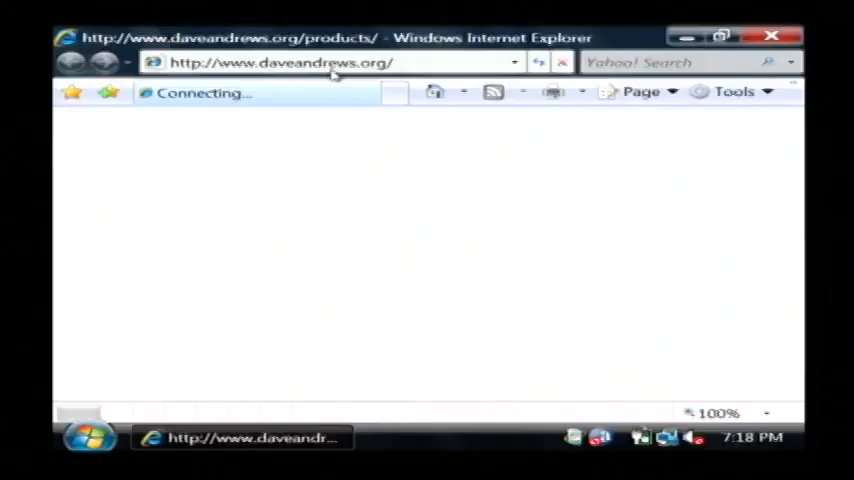 http://www.daveandrews.org/products/ - Windows Internet Explorer
http://www.daveandrews.org/
Yahoo! Search
Connecting...
Page
Tools
100%
http://www.daveandr...
7:18 PM